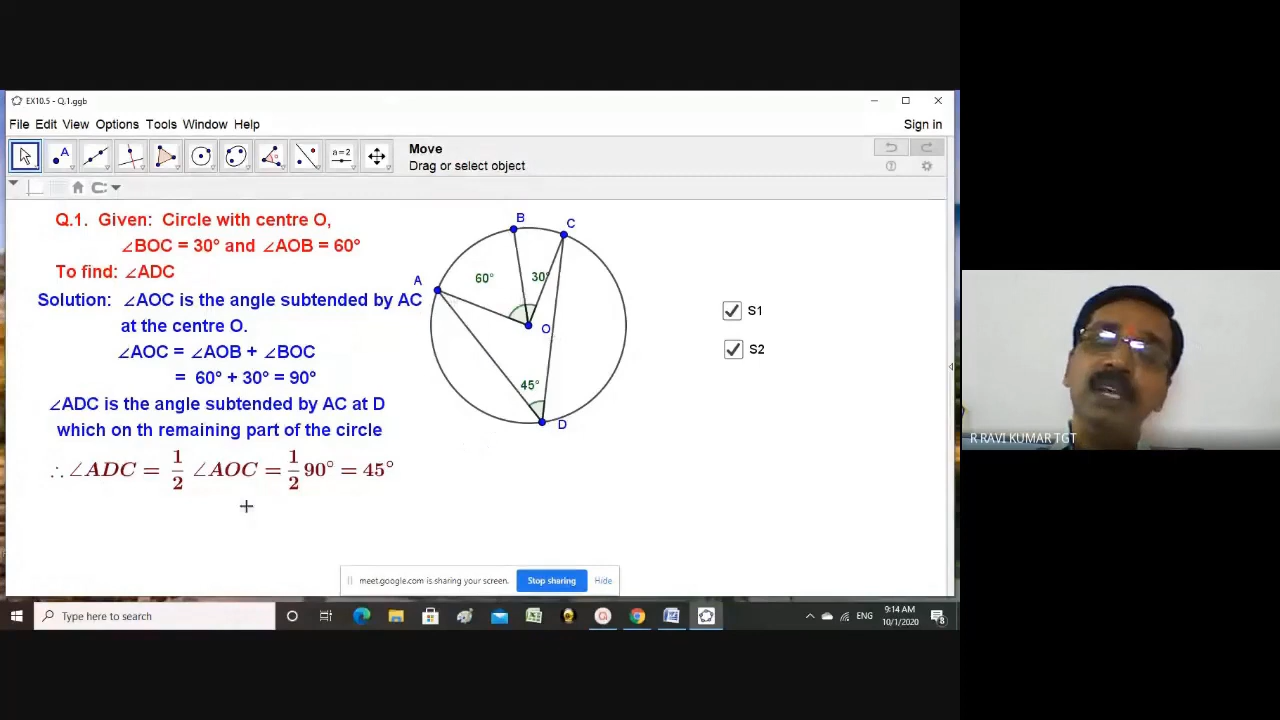 EX10.5 - Q.1.ggb
File Edit View Options Tools Window Help
Sign in
A
a=2
Move
Drag or select object
Q.1. Given: Circle with centre O,
∠BOC = 30° and ∠AOB = 60°
To find: ∠ADC
Solution: ∠AOC is the angle subtended by AC
at the centre O.
∠AOC = ∠AOB + ∠BOC
= 60° + 30° = 90°
∠ADC is the angle subtended by AC at D
which on th remaining part of the circle
∴ ∠ADC = 1/2 ∠AOC = 1/2 90° = 45°
B
C
A
60°
30°
O
45°
D
S1
S2
R RAVI KUMAR TGT
meet.google.com is sharing your screen.
Stop sharing
Hide
Type here to search
ENG
9:14 AM
10/1/2020
8